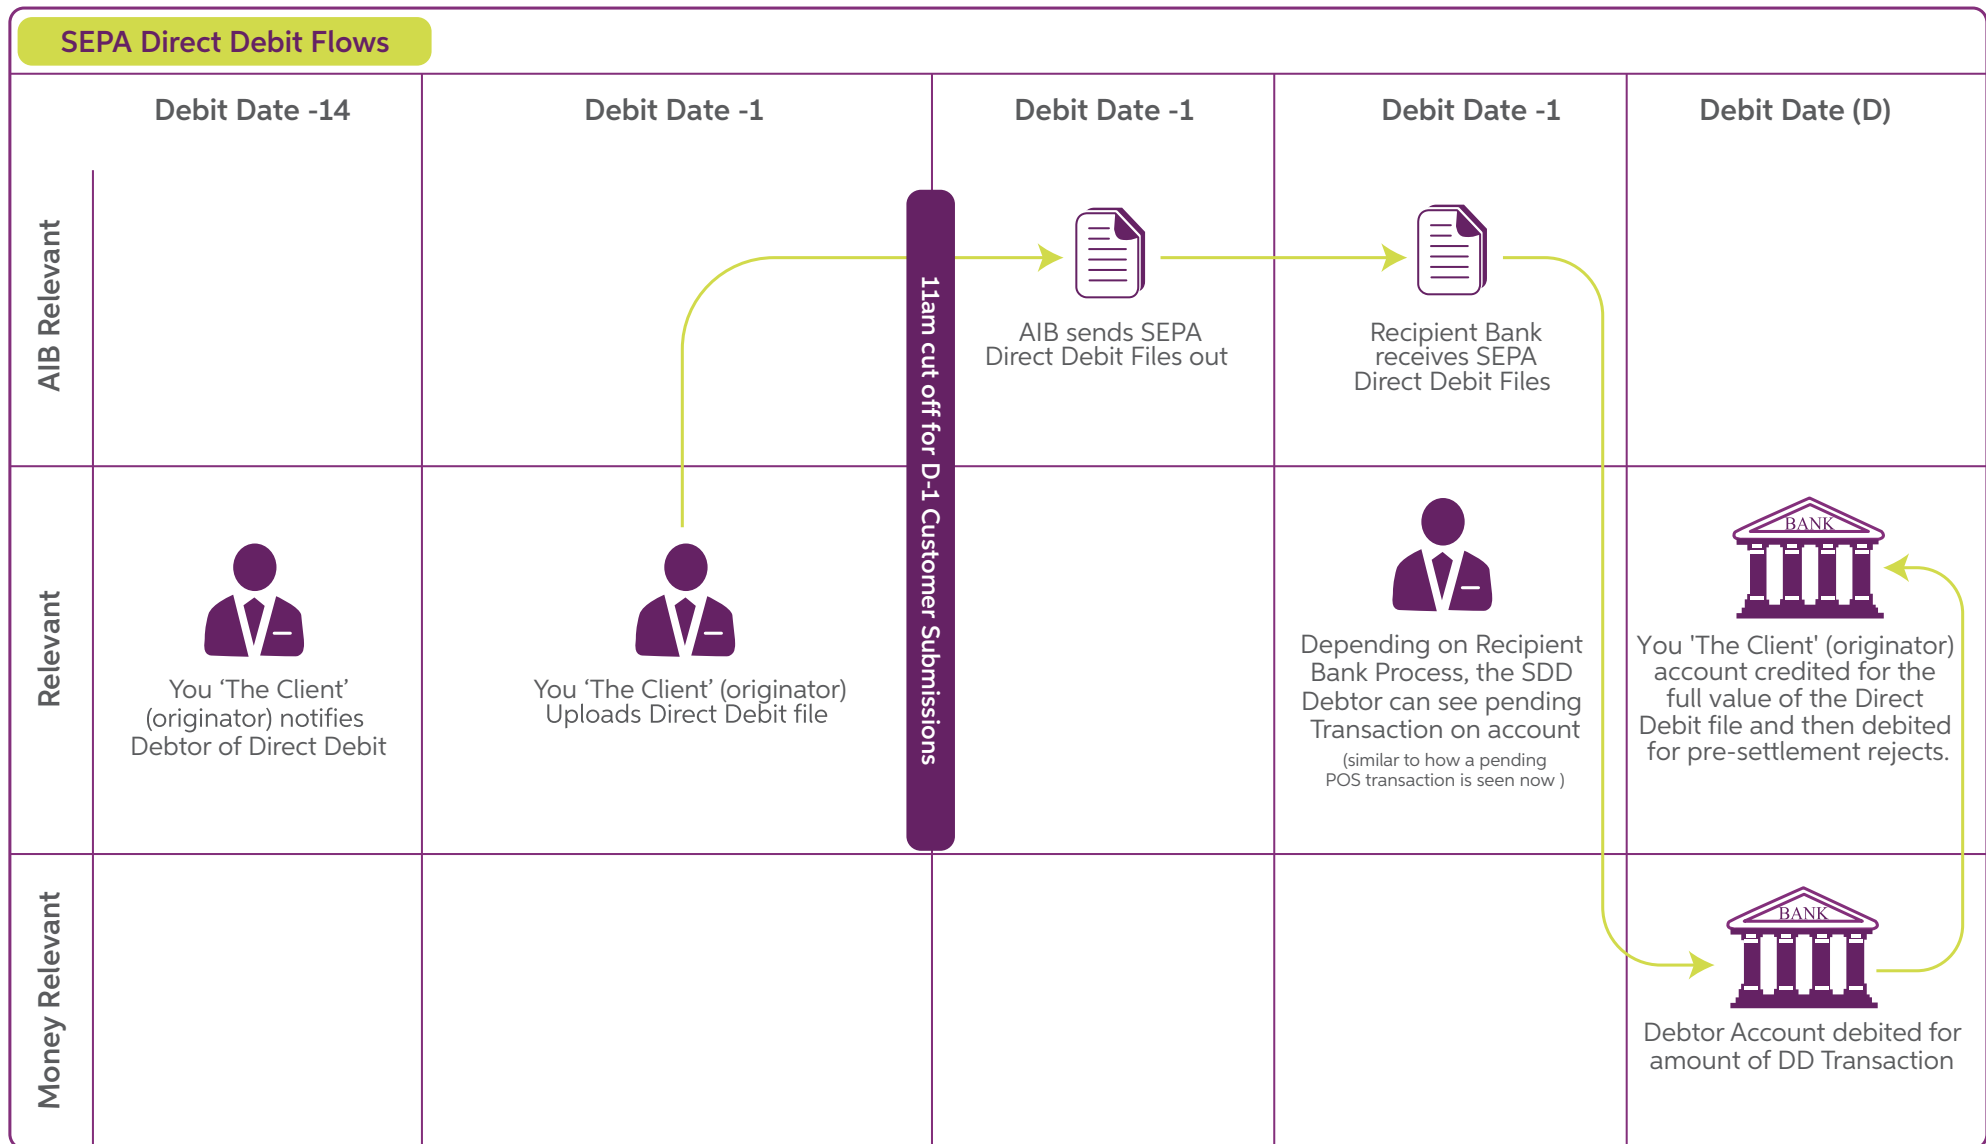 SEPA Direct Debit Flows
Debit Date -14
Debit Date -1
Debit Date -1
Debit Date -1
Debit Date (D)
AIB Relevant
11am cut off for D-1 Customer Submissions
AIB sends SEPA
Direct Debit Files out
Recipient Bank
receives SEPA
Direct Debit Files
Relevant
You ‘The Client’
(originator) notifies
Debtor of Direct Debit
You ‘The Client’ (originator)
Uploads Direct Debit file
Depending on Recipient
Bank Process, the SDD
Debtor can see pending
Transaction on account
(similar to how a pending
POS transaction is seen now )
BANK
You 'The Client' (originator)
account credited for the
full value of the Direct
Debit file and then debited
for pre-settlement rejects.
Money Relevant
BANK
Debtor Account debited for
amount of DD Transaction